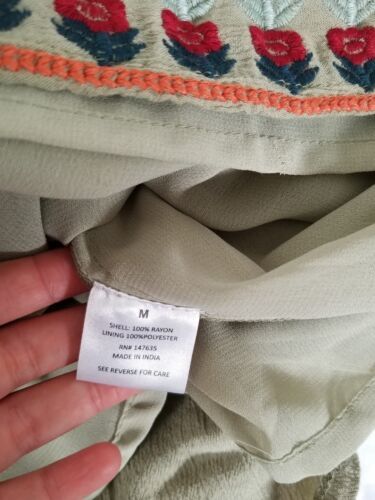 M
SHELL: 100% RAYON
LINING 100%POLYESTER
RN# 147635
MADE IN INDIA
SEE REVERSE FOR CARE